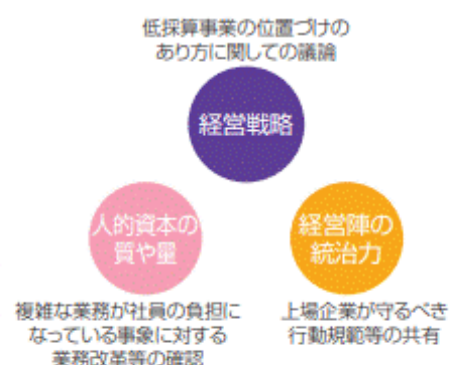 低採算事業の位置づけの
あり方に関しての議論
経営戦略
人的資本の
質や量
経営陣の
統治力
複雑な業務が社員の負担に
なっている事象に対する
業務改革等の確認
上場企業が守るべき
行動規範等の共有